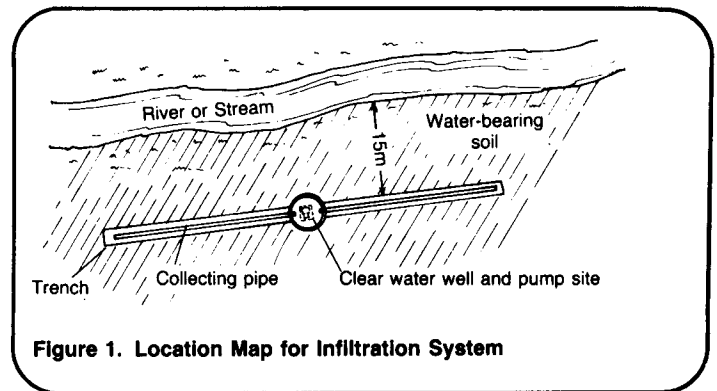 River or Stream
Water-bearing
soil
15m
Trench
Collecting pipe
Clear water well and pump site
Figure 1. Location Map for Infiltration System